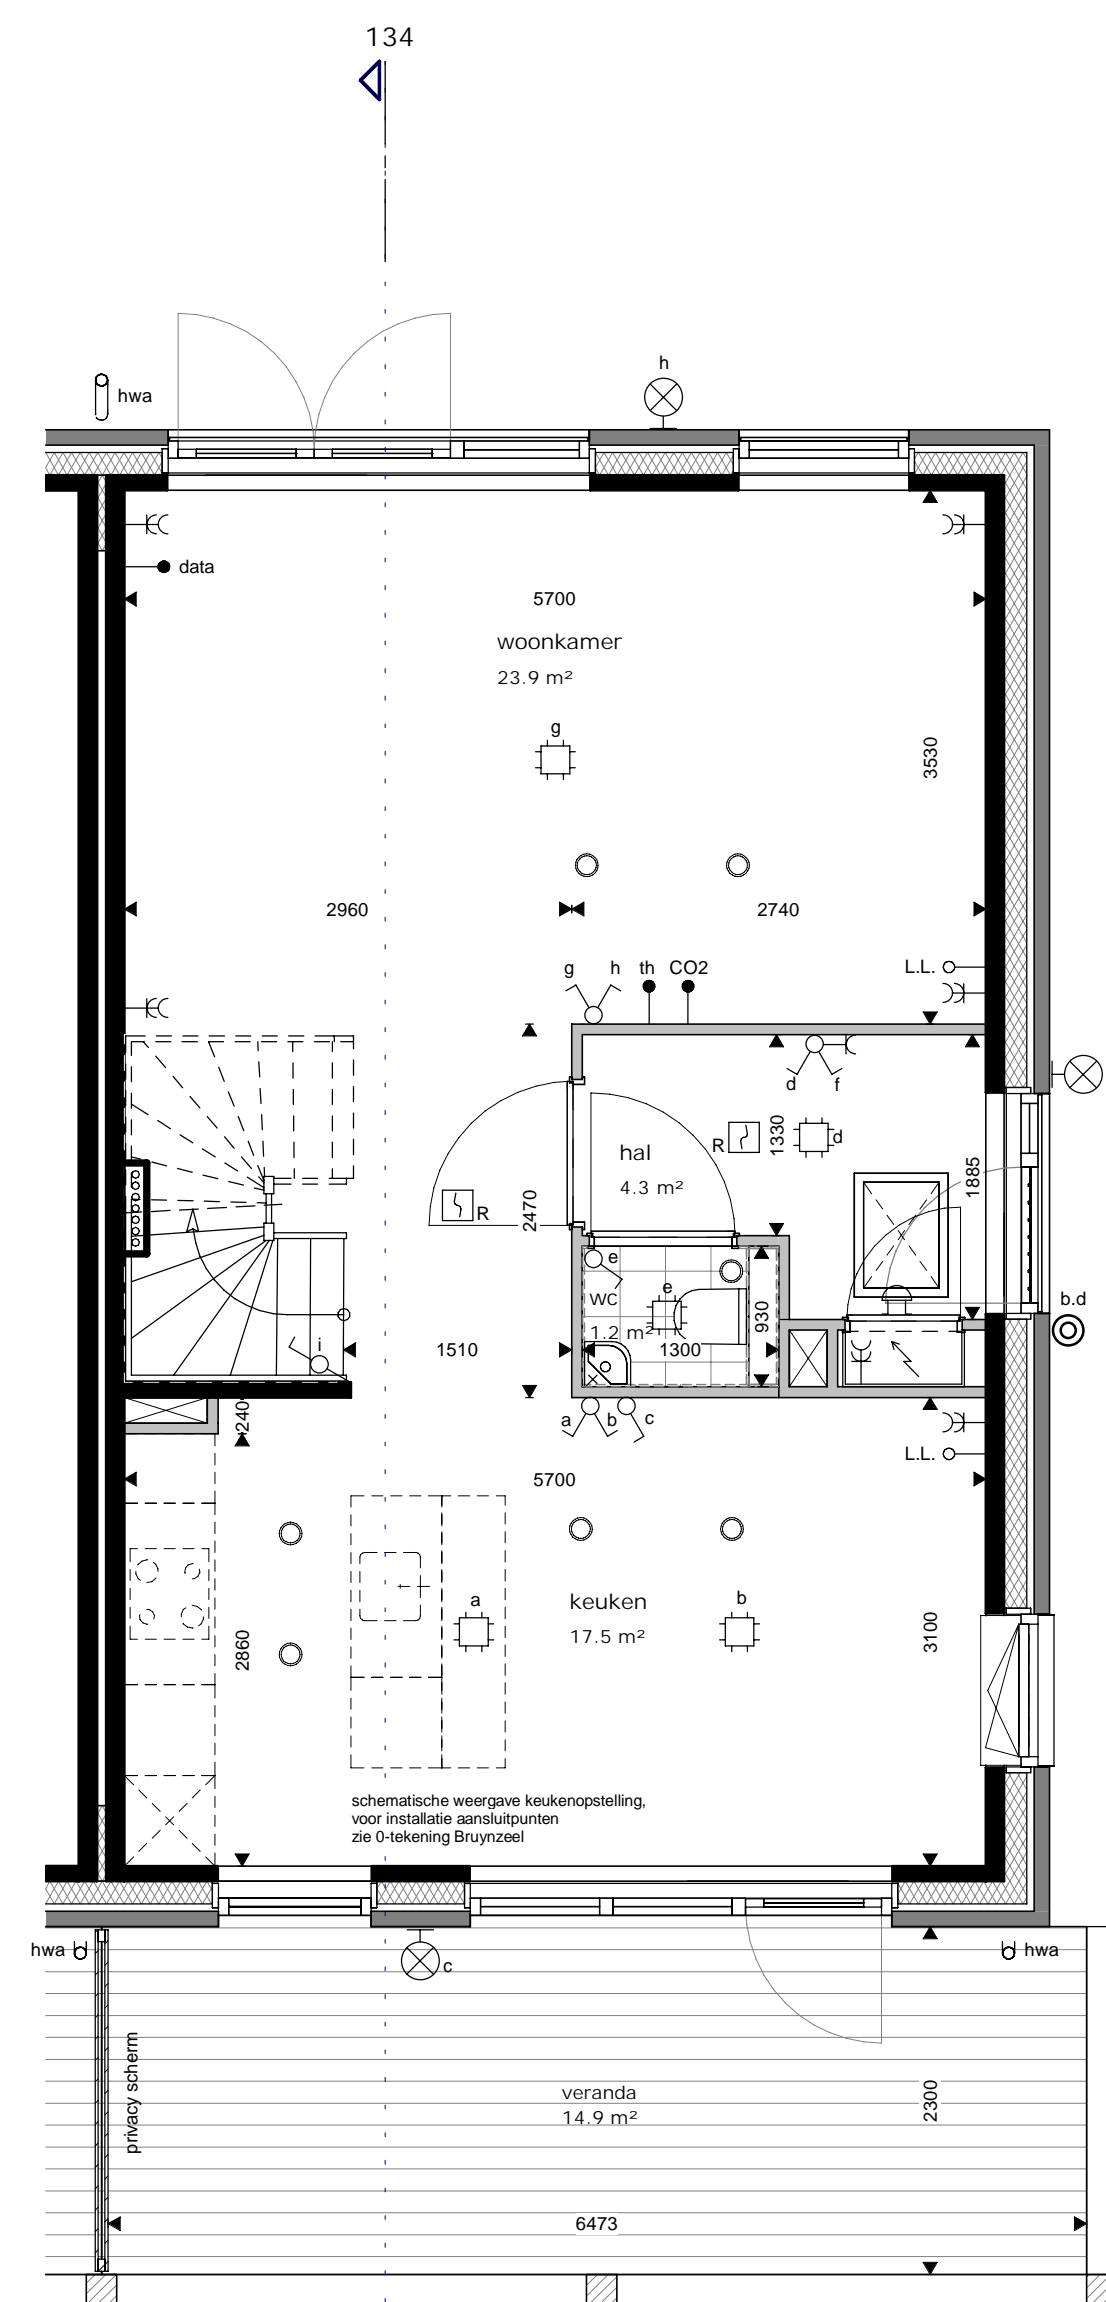 134
h
hwa
data
5700
woonkamer
23.9 m²
g
3530
2960
2740
g h th CO2
L.L.
d f
R
1330
d
hal
4.3 m²
1885
2470
R
e
wc
e
1.2 m²
930
b.d
i
1510
1300
240
a b c
L.L.
5700
keuken
17.5 m²
a
b
2860
3100
schematische weergave keukenopstelling,
voor installatie aansluitpunten
zie 0-tekening Bruynzeel
hwa
c
hwa
privacy scherm
veranda
14.9 m²
2300
6473